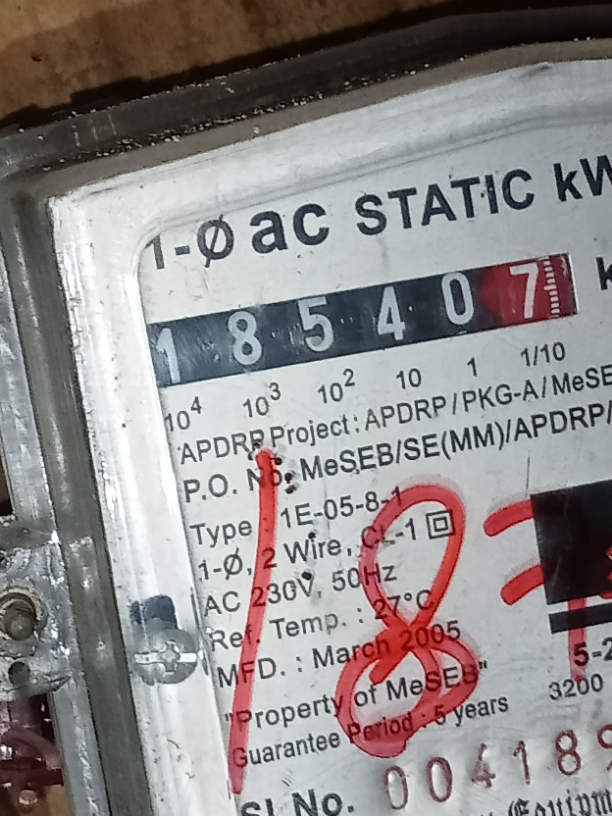 1-Ø ac STATIC kW
1 8 5 4 0 7 k
10⁴ 10³ 10² 10 1 1/10
APDRP Project : APDRP / PKG-A / MeSE
P.O. No. MeSEB/SE(MM)/APDRP/
Type : 1E-05-8-1
1-Ø, 2 Wire, CL-1
AC 230V, 50Hz
Ref. Temp. : 27°C
MFD. : March 2005
"Property of MeSEB"
Guarantee Period : 5 years
187
5-2
3200
Sl.No. 004189